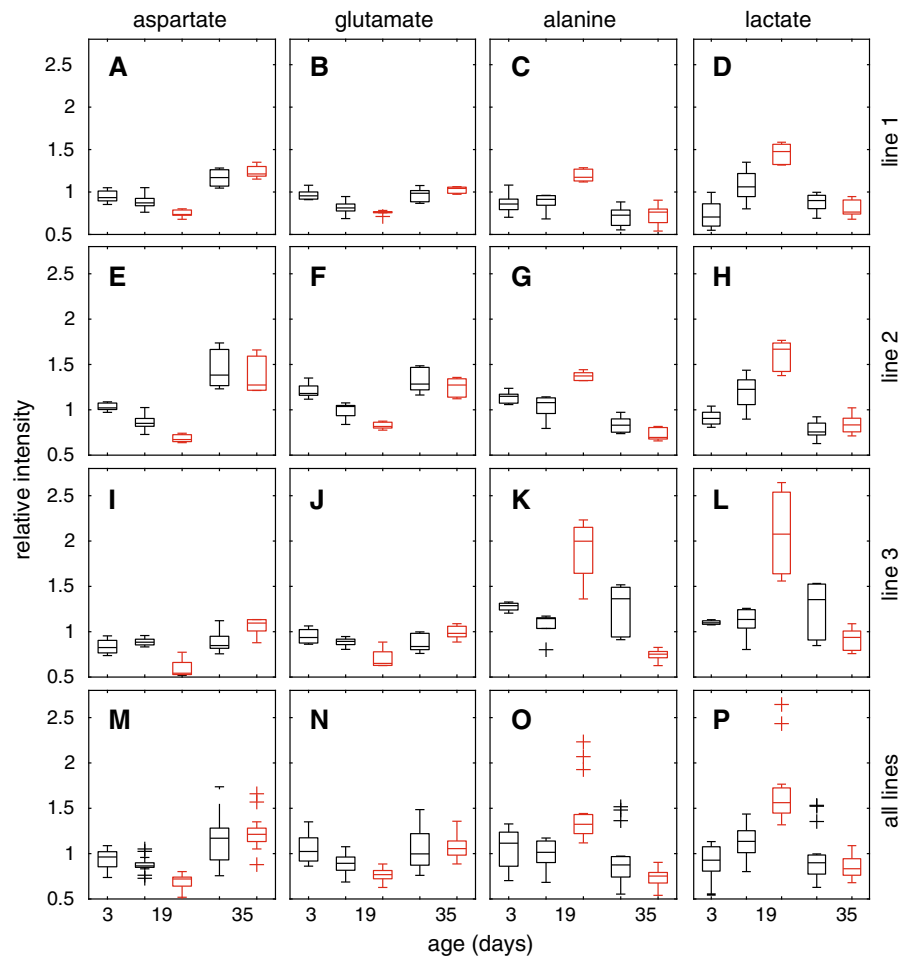 aspartate glutamate alanine lactate
A B C D
2.5
2
1.5
1
0.5
line 1
E F G H
2.5
2
1.5
1
0.5
line 2
relative intensity
I J K L
2.5
2
1.5
1
0.5
line 3
M N O P
2.5
2
1.5
1
0.5
all lines
3 19 35 3 19 35 3 19 35 3 19 35
age (days)